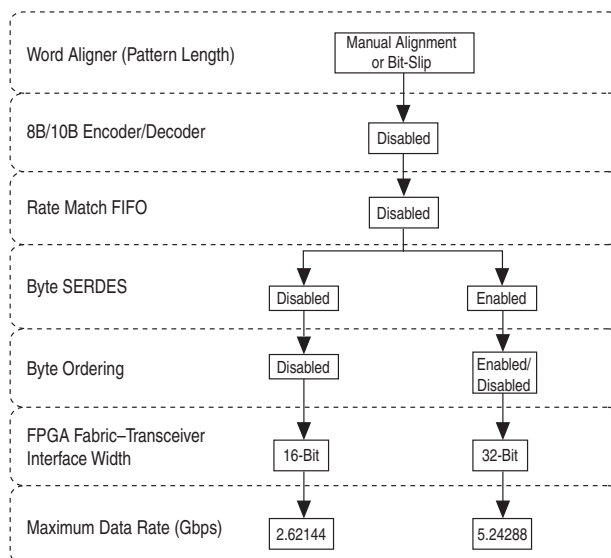 Word Aligner (Pattern Length)
Manual Alignment
or Bit-Slip
8B/10B Encoder/Decoder
Disabled
Rate Match FIFO
Disabled
Byte SERDES
Disabled
Enabled
Byte Ordering
Disabled
Enabled/
Disabled
FPGA Fabric–Transceiver
Interface Width
16-Bit
32-Bit
Maximum Data Rate (Gbps)
2.62144
5.24288